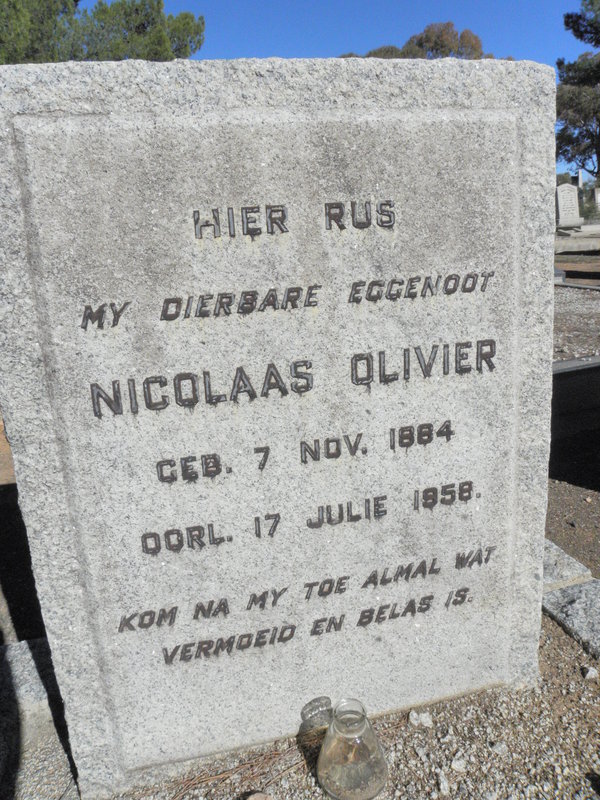 HIER RUS
MY DIERBARE EGGENOOT
NICOLAAS OLIVIER
GEB. 7 NOV. 1884
OORL. 17 JULIE 1958.
KOM NA MY TOE ALMAL WAT
VERMOEID EN BELAS IS.